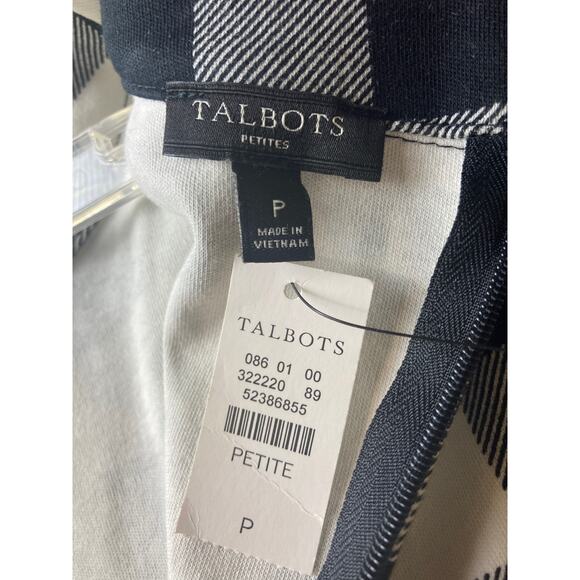 TALBOTS
PETITES
P
MADE IN
VIETNAM
TALBOTS
086 01 00
322220 89
52386855
PETITE
P